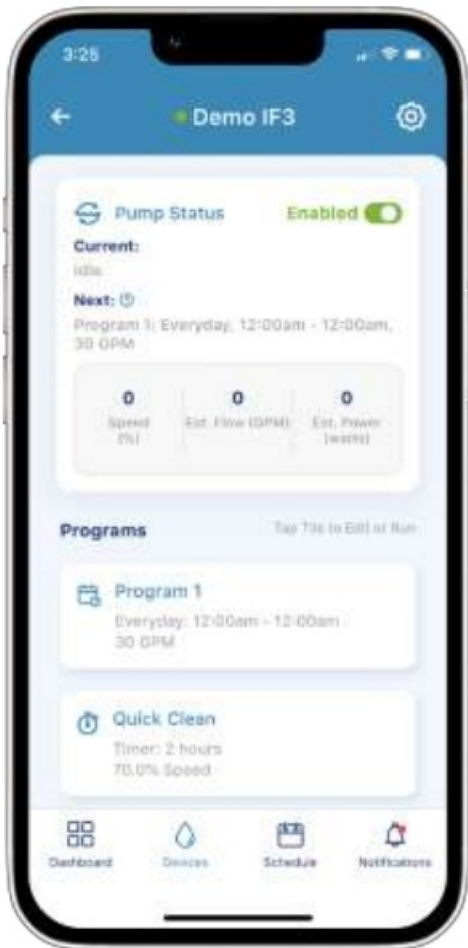 3:25
Demo IF3
Pump Status
Enabled
Current:
Idle
Next:
Program 1: Everyday, 12:00am - 12:00am,
30 GPM
0
0
0
Speed
(%)
Est. Flow (GPM)
Est. Power
(watts)
Programs
Tap Tile to Edit or Run
Program 1
Everyday: 12:00am - 12:00am
30 GPM
Quick Clean
Timer: 2 hours
70.0% Speed
Dashboard
Devices
Schedule
Notifications